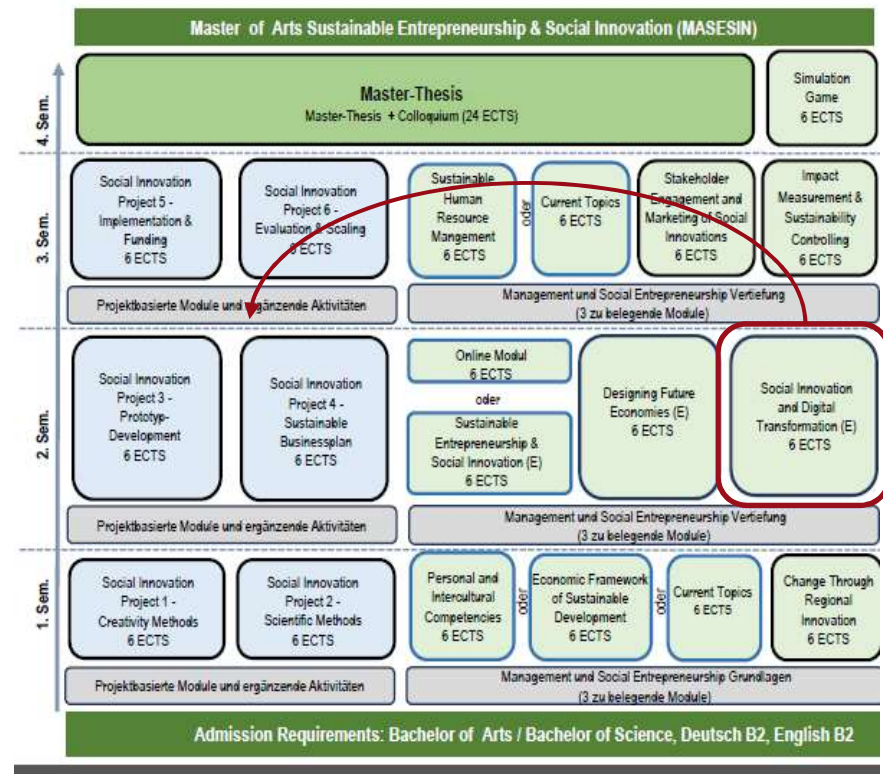 Master of Arts Sustainable Entrepreneurship & Social Innovation (MASESIN)
4. Sem.
Master-Thesis
Master-Thesis + Colloquium (24 ECTS)
Simulation
Game
6 ECTS
3. Sem.
Social Innovation
Project 5 -
Implementation &
Funding
6 ECTS
Social Innovation
Project 6 -
Evaluation & Scaling
6 ECTS
Sustainable
Human
Resource
Mangement
6 ECTS
oder
Current Topics
6 ECTS
Stakeholder
Engagement and
Marketing of Social
Innovations
6 ECTS
Impact
Measurement &
Sustainability
Controlling
6 ECTS
Projektbasierte Module und ergänzende Aktivitäten
Management und Social Entrepreneurship Vertiefung
(3 zu belegende Module)
2. Sem.
Social Innovation
Project 3 -
Prototyp-
Development
6 ECTS
Social Innovation
Project 4 -
Sustainable
Businessplan
6 ECTS
Online Modul
6 ECTS
oder
Sustainable
Entrepreneurship &
Social Innovation (E)
6 ECTS
Designing Future
Economies (E)
6 ECTS
Social Innovation
and Digital
Transformation (E)
6 ECTS
Projektbasierte Module und ergänzende Aktivitäten
Management und Social Entrepreneurship Vertiefung
(3 zu belegende Module)
1. Sem.
Social Innovation
Project 1 -
Creativity Methods
6 ECTS
Social Innovation
Project 2 -
Scientific Methods
6 ECTS
Personal and
Intercultural
Competencies
6 ECTS
oder
Economic Framework
of Sustainable
Development
6 ECTS
oder
Current Topics
6 ECTS
Change Through
Regional
Innovation
6 ECTS
Projektbasierte Module und ergänzende Aktivitäten
Management und Social Entrepreneurship Grundlagen
(3 zu belegende Module)
Admission Requirements: Bachelor of Arts / Bachelor of Science, Deutsch B2, English B2